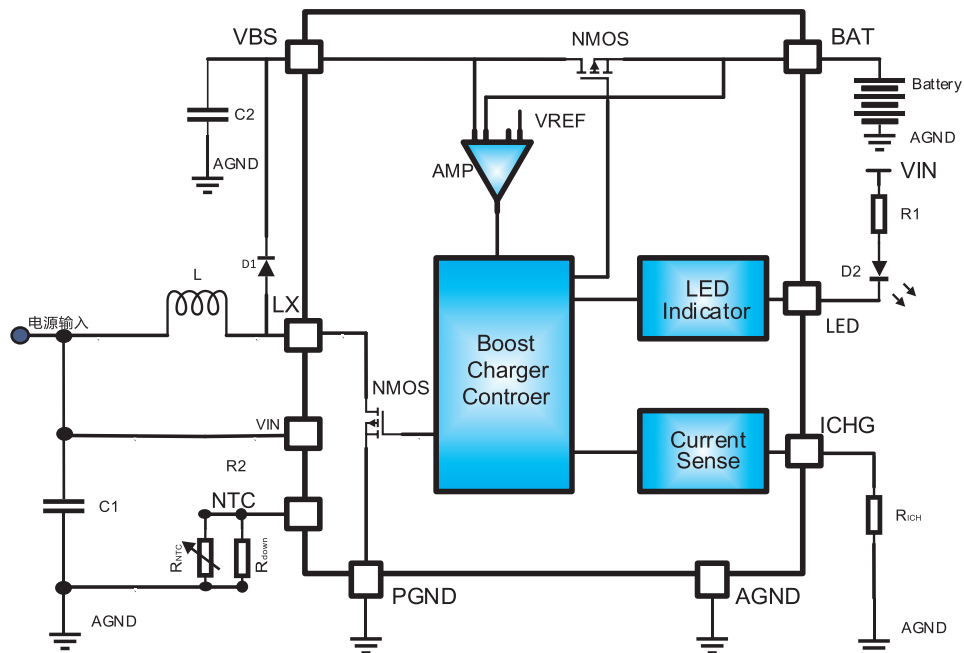 VBS
NMOS
BAT
C2
Battery
VREF
AGND
AGND
AMP
VIN
R1
D1
D2
L
LX
LED
Indicator
LED
电源输入
Boost
Charger
Controer
NMOS
ICHG
VIN
Current
Sense
R2
NTC
C1
RICH
RNTC
Rdown
PGND
AGND
AGND
AGND